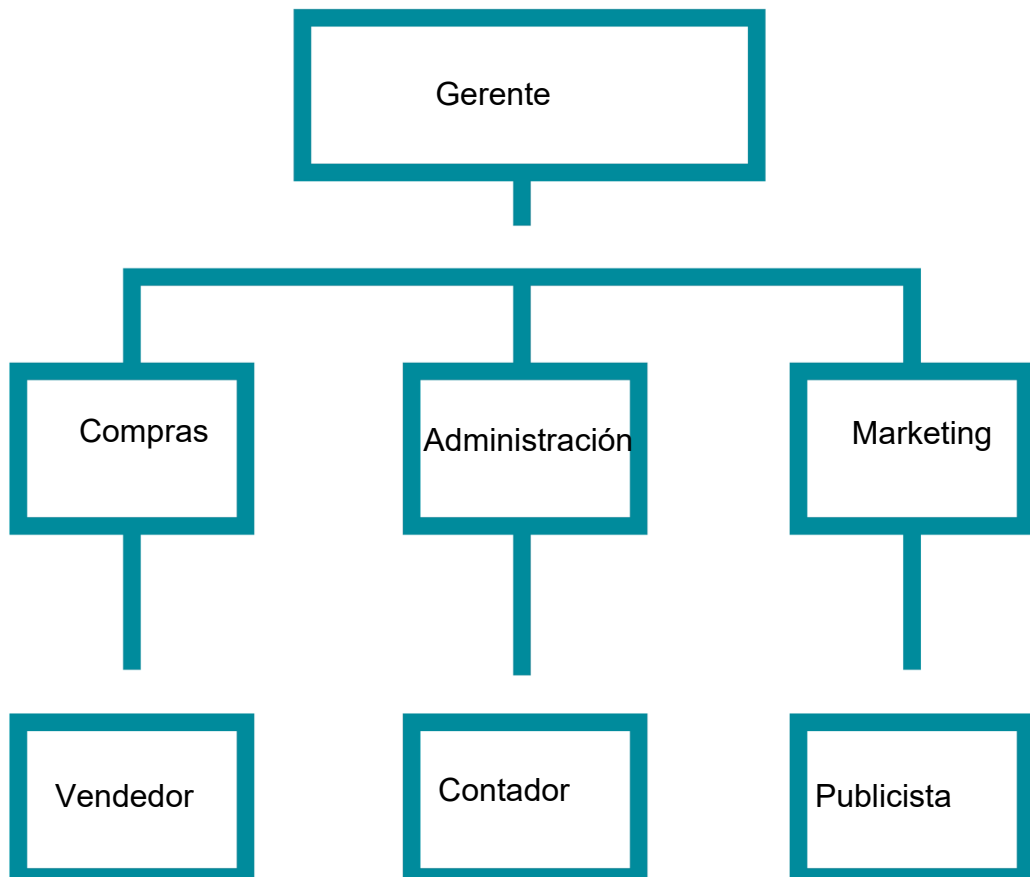 Gerente
Compras
Administración
Marketing
Vendedor
Contador
Publicista